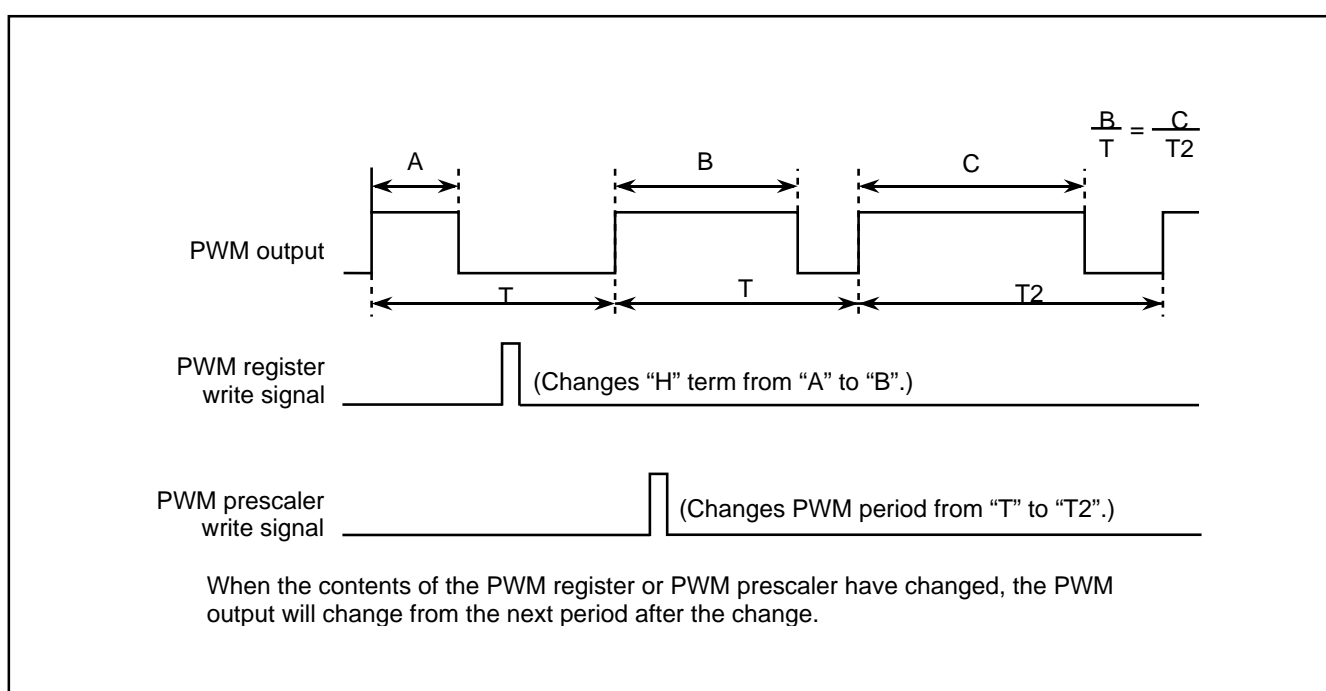 B/T = C/T2
A
B
C
PWM output
T
T
T2
PWM register
write signal
(Changes “H” term from “A” to “B”.)
PWM prescaler
write signal
(Changes PWM period from “T” to “T2”.)
When the contents of the PWM register or PWM prescaler have changed, the PWM
output will change from the next period after the change.